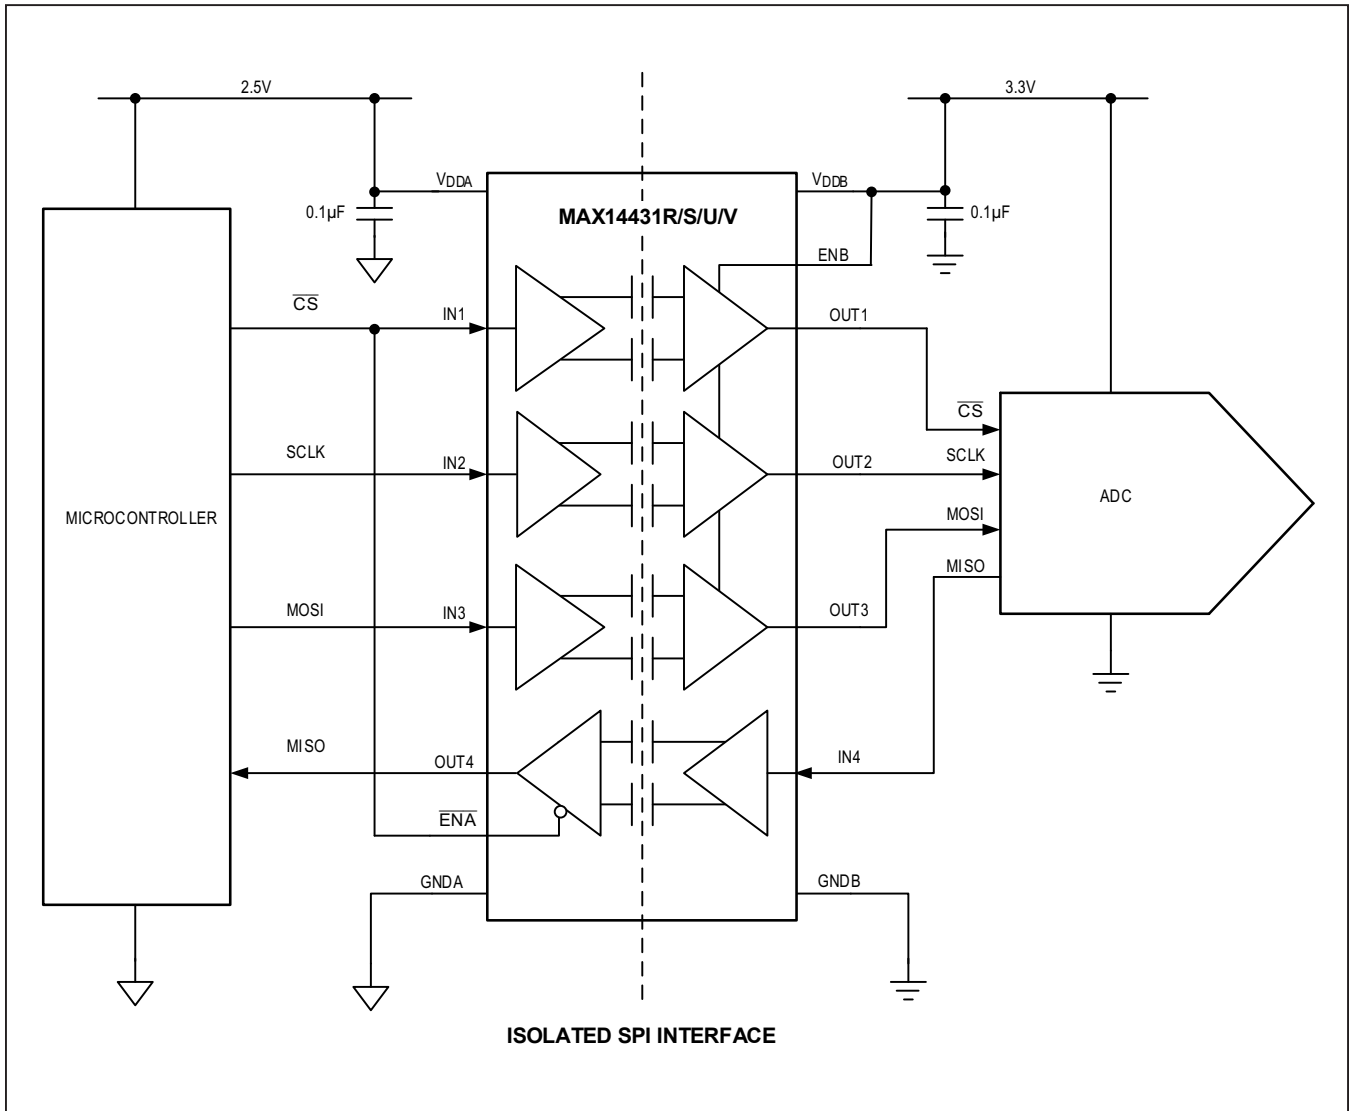 2.5V
3.3V
VDDA
VDDB
0.1µF
MAX14431R/S/U/V
0.1µF
ENB
CS
IN1
OUT1
CS
SCLK
IN2
OUT2
SCLK
MICROCONTROLLER
ADC
MOSI
MISO
MOSI
IN3
OUT3
MISO
OUT4
IN4
ENA
GNDA
GNDB
ISOLATED SPI INTERFACE